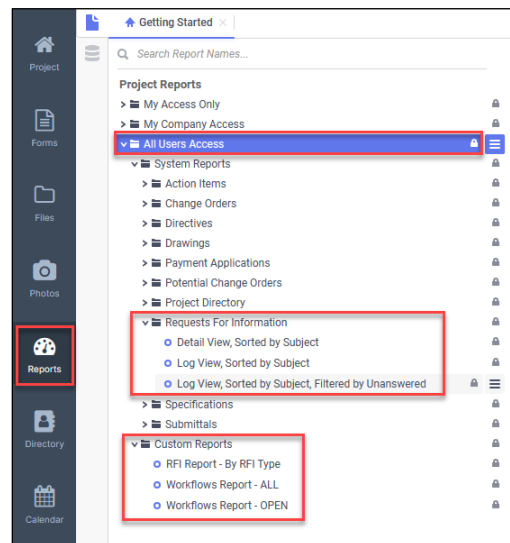 Getting Started
Project
Search Report Names...
Project Reports
My Access Only
My Company Access
Forms
All Users Access
System Reports
Action Items
Files
Change Orders
Directives
Drawings
Payment Applications
Photos
Potential Change Orders
Project Directory
Requests For Information
Detail View, Sorted by Subject
Reports
Log View, Sorted by Subject
Log View, Sorted by Subject, Filtered by Unanswered
Specifications
Submittals
Directory
Custom Reports
RFI Report - By RFI Type
Workflows Report - ALL
Workflows Report - OPEN
Calendar